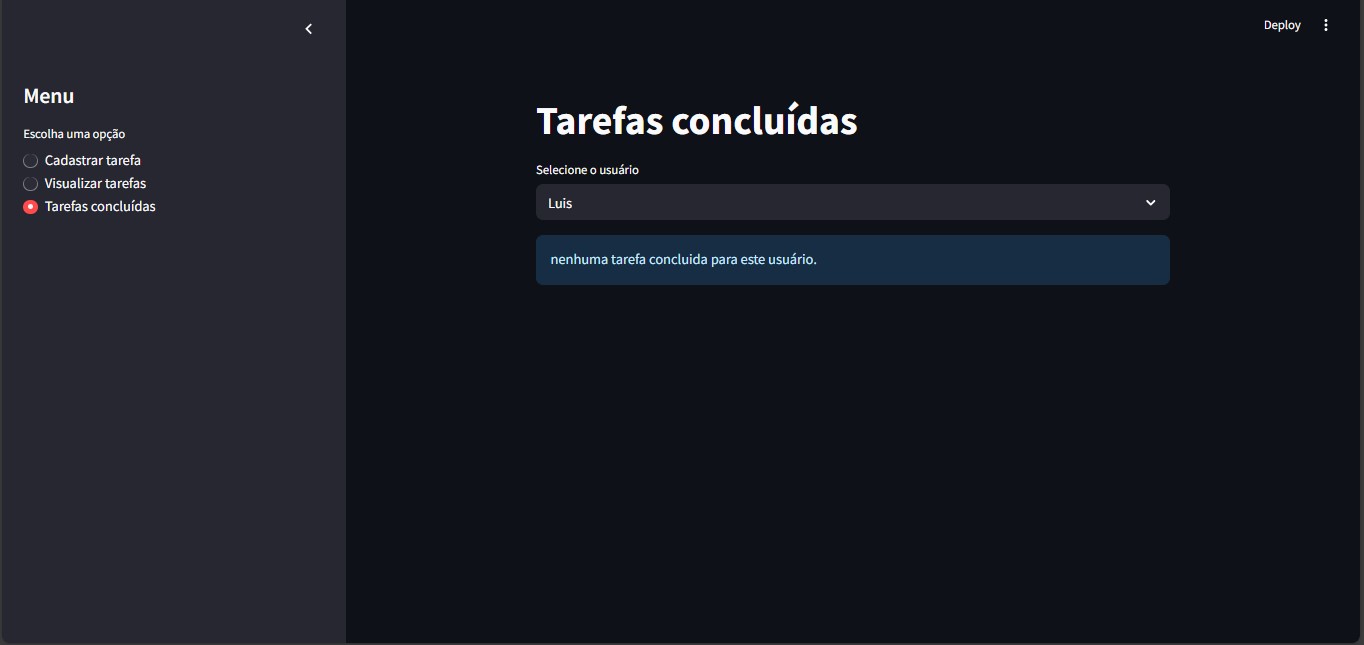 Deploy
Menu
Escolha uma opção
Cadastrar tarefa
Visualizar tarefas
Tarefas concluídas
Tarefas concluídas
Selecione o usuário
Luis
nenhuma tarefa concluida para este usuário.